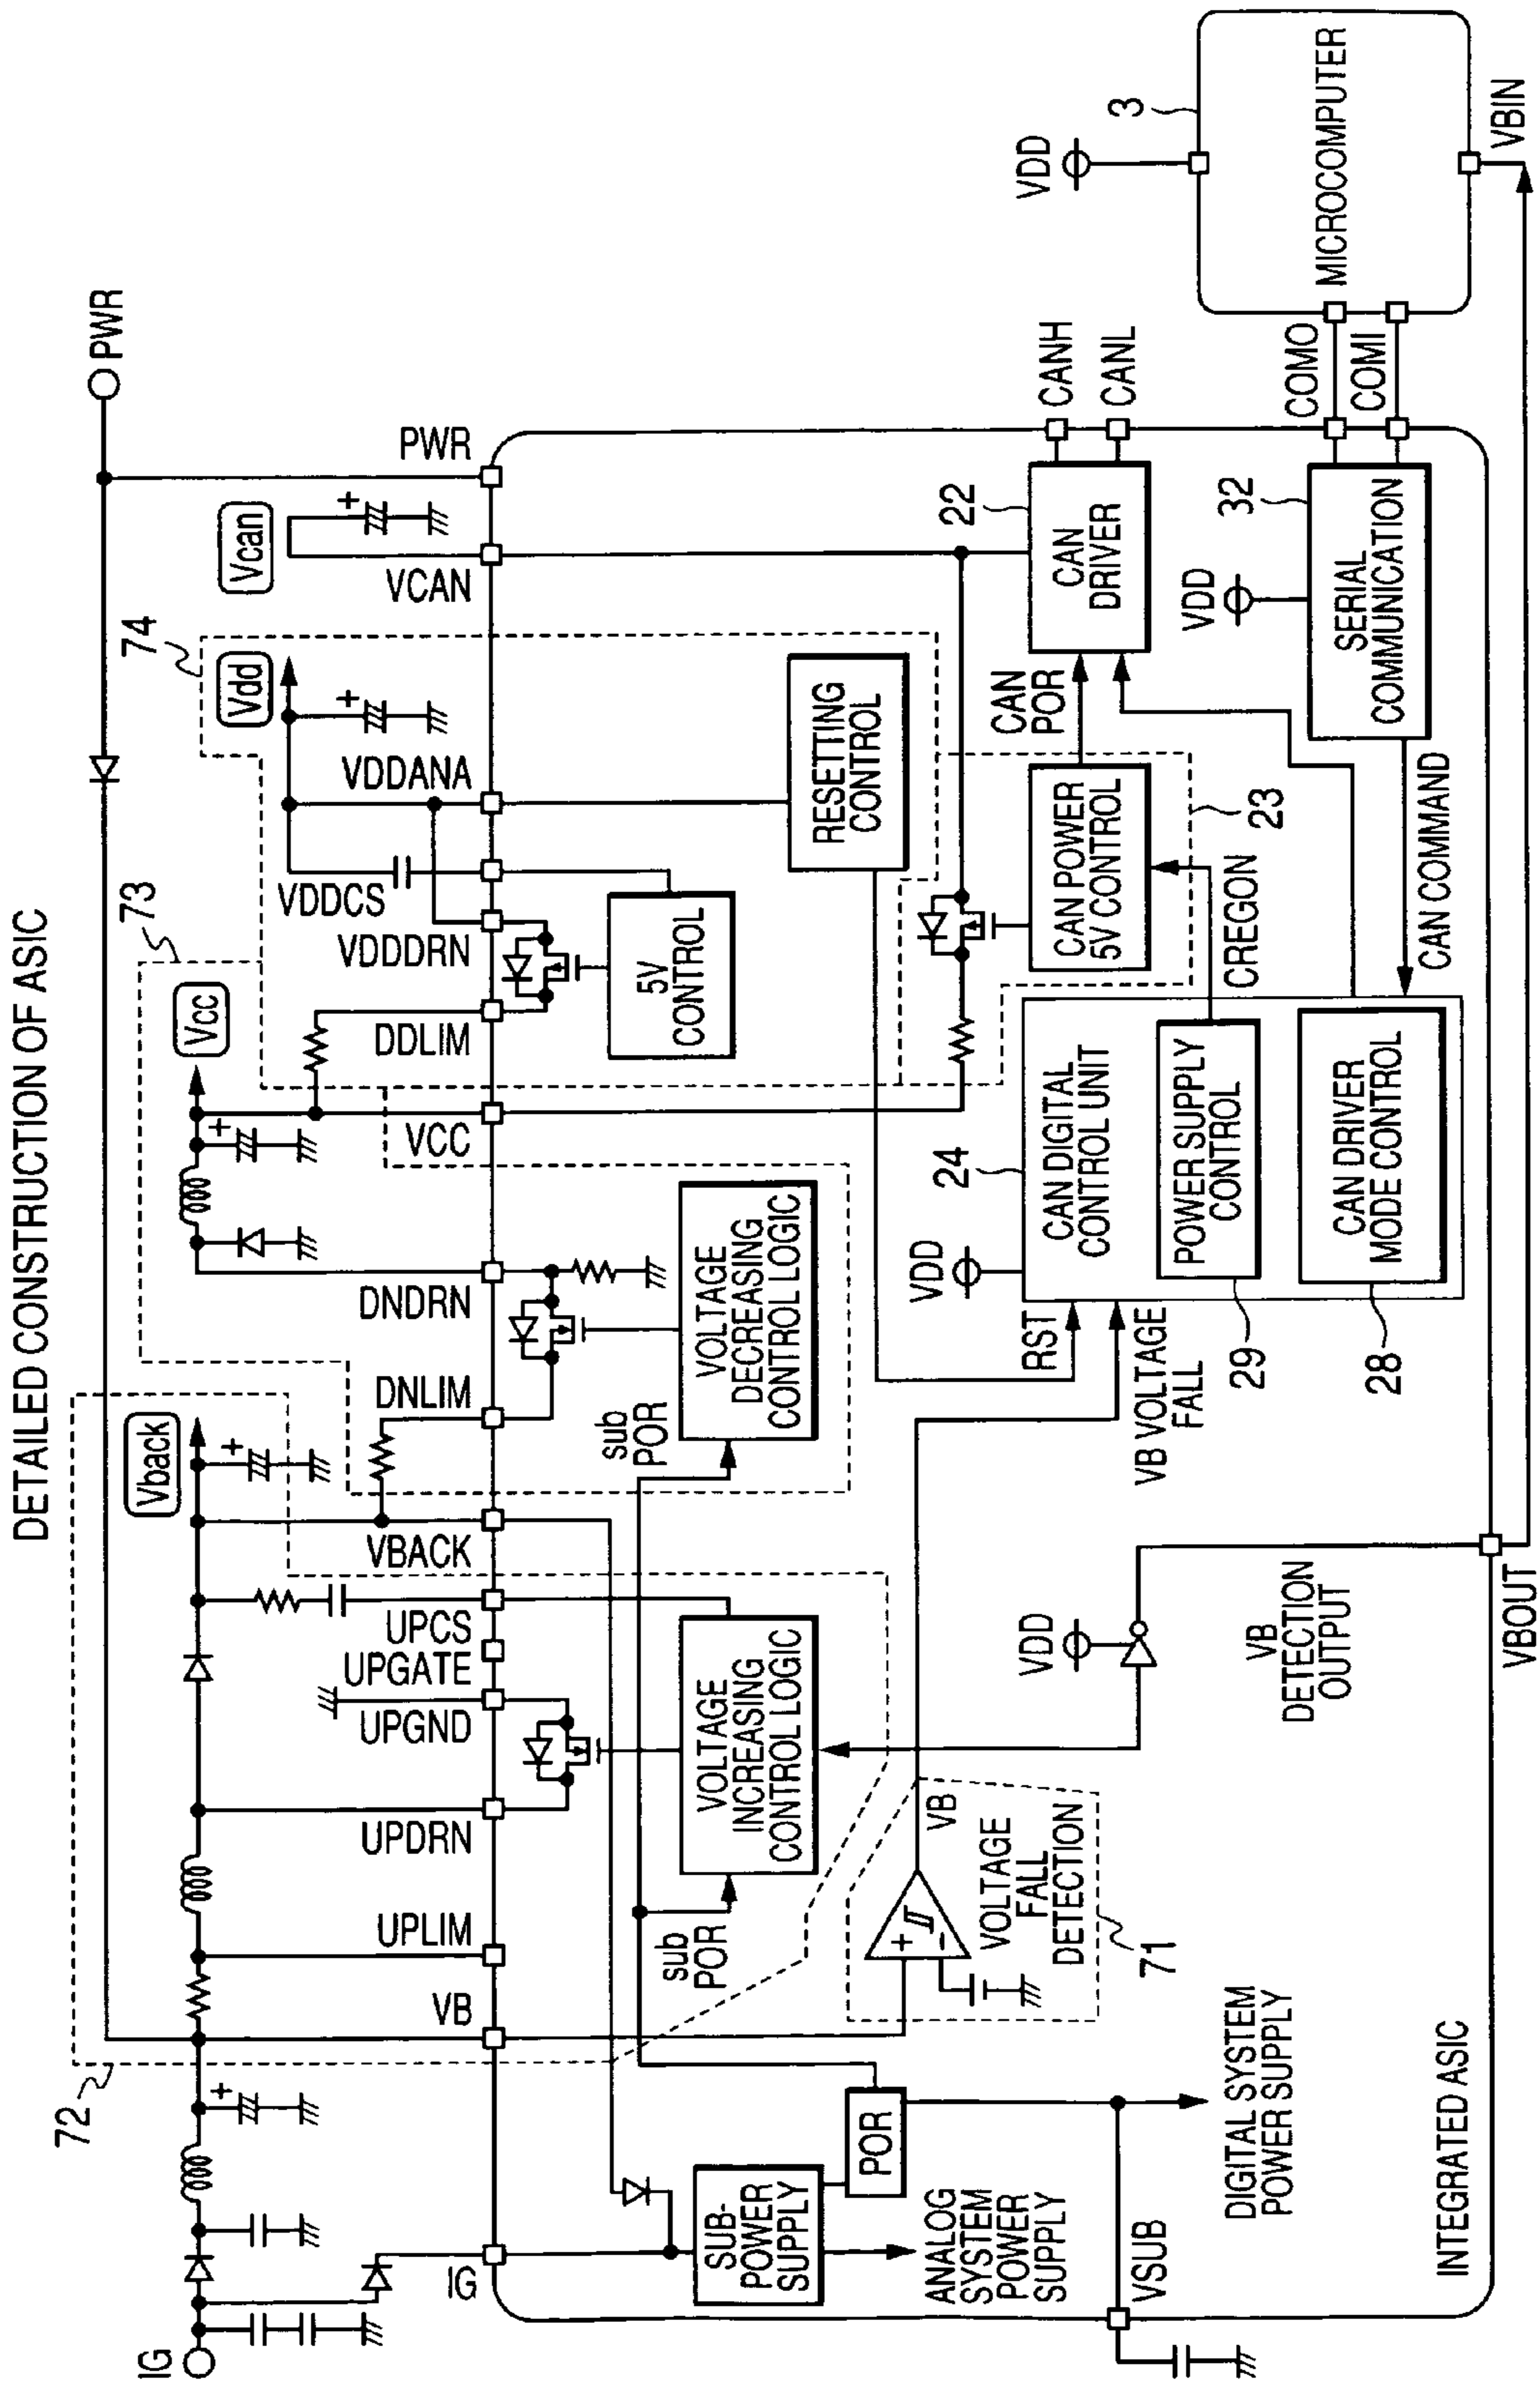 DETAILED CONSTRUCTION OF ASIC
IG
72
Vback
73
Vcc
74
Vdd
Vcan
PWR
IG
VB
UPLIM
UPDRN
UPGND
UPGATE
UPCS
VBACK
DNLIM
DNDRN
VCC
DDLIM
VDDDRN
VDDCS
VDDANA
VCAN
PWR
SUB-
POWER
SUPPLY
POR
ANALOG
SYSTEM
POWER
SUPPLY
VSUB
DIGITAL SYSTEM
POWER SUPPLY
INTEGRATED ASIC
sub
POR
VOLTAGE
INCREASING
CONTROL LOGIC
VB
VOLTAGE
FALL
DETECTION
71
+
-
VDD
VB
DETECTION
OUTPUT
VBOUT
sub
POR
VOLTAGE
DECREASING
CONTROL LOGIC
RST
VB VOLTAGE
FALL
VDD
24
CAN DIGITAL
CONTROL UNIT
29
POWER SUPPLY
CONTROL
28
CAN DRIVER
MODE CONTROL
5V
CONTROL
RESETTING
CONTROL
CAN POWER
5V CONTROL
23
CREGON
CAN
POR
CAN COMMAND
22
CAN
DRIVER
CANH
CANL
VDD
32
SERIAL
COMMUNICATION
COMO
COMI
VDD
3
MICROCOMPUTER
VBIN
+
+
+
+
+